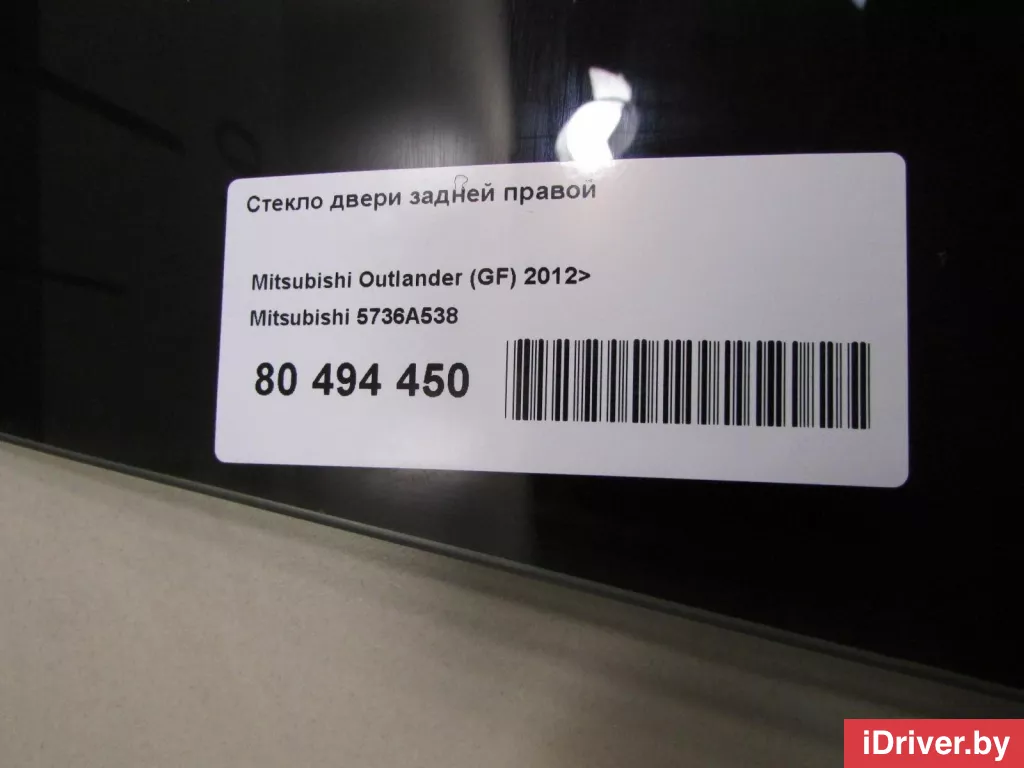 Стекло двери задней правой
Mitsubishi Outlander (GF) 2012>
Mitsubishi 5736A538
80 494 450
iDriver.by